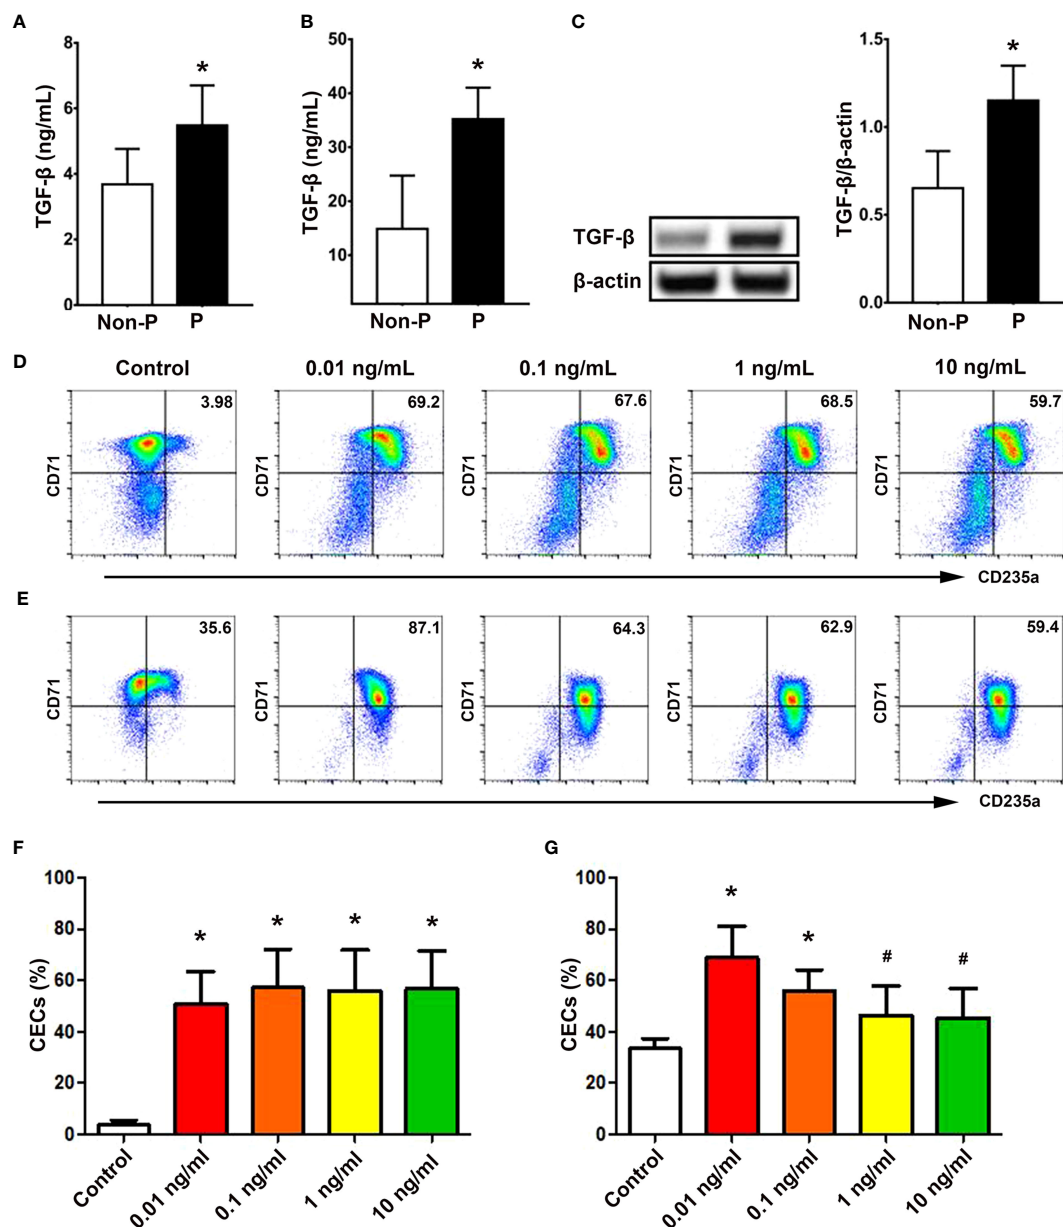 A
B
C
8
6
4
2
0
TGF-β (ng/mL)
*
Non-P
P
50
40
30
20
10
TGF-β (ng/mL)
*
Non-P
P
TGF-β
β-actin
1.5
1.0
0.5
0.0
TGF-β/β-actin
*
Non-P
P
D
Control
0.01 ng/mL
0.1 ng/mL
1 ng/mL
10 ng/mL
3.98
69.2
67.6
68.5
59.7
CD71
CD71
CD71
CD71
CD71
CD235a
E
35.6
87.1
64.3
62.9
59.4
CD71
CD71
CD71
CD71
CD71
CD235a
F
100
80
60
40
20
0
CECs (%)
* * * *
Control
0.01 ng/ml
0.1 ng/ml
1 ng/ml
10 ng/ml
G
100
80
60
40
20
0
CECs (%)
* * # #
Control
0.01 ng/ml
0.1 ng/ml
1 ng/ml
10 ng/ml